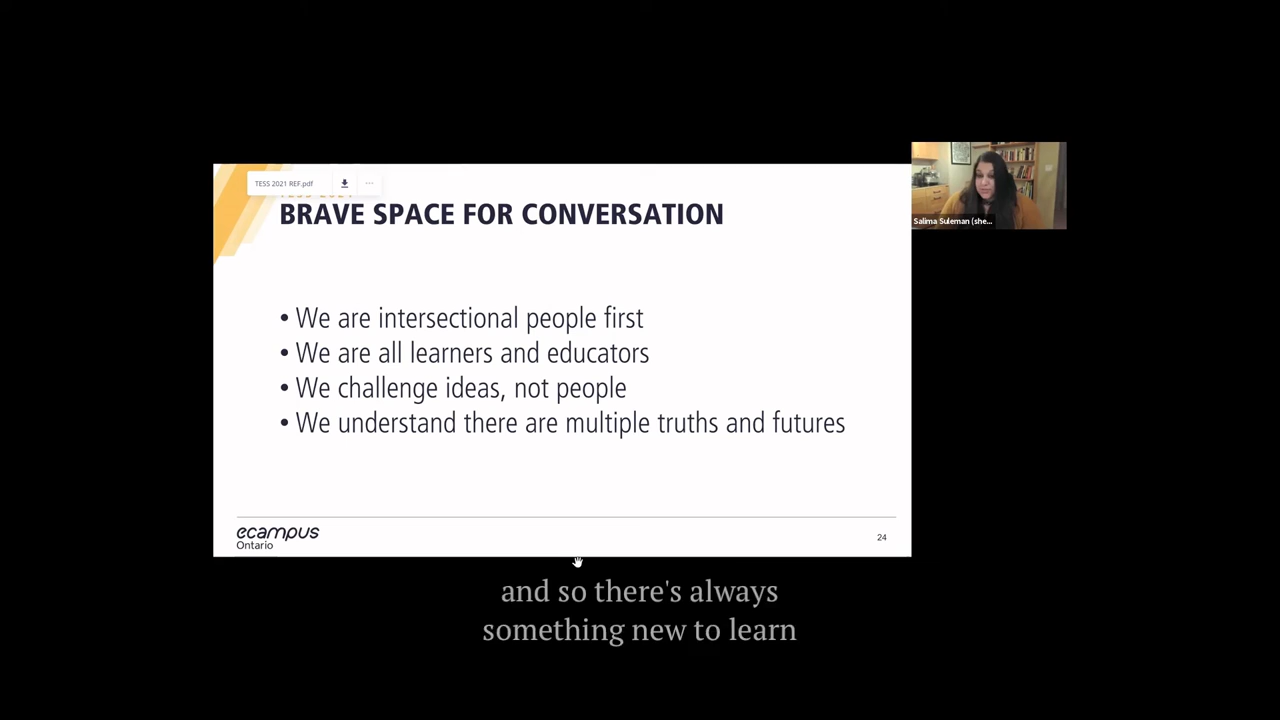 TESS 2021 REF.pdf
BRAVE SPACE FOR CONVERSATION
• We are intersectional people first
• We are all learners and educators
• We challenge ideas, not people
• We understand there are multiple truths and futures
ecampus
Ontario
24
Salima Suleman (she...
and so there's always
something new to learn